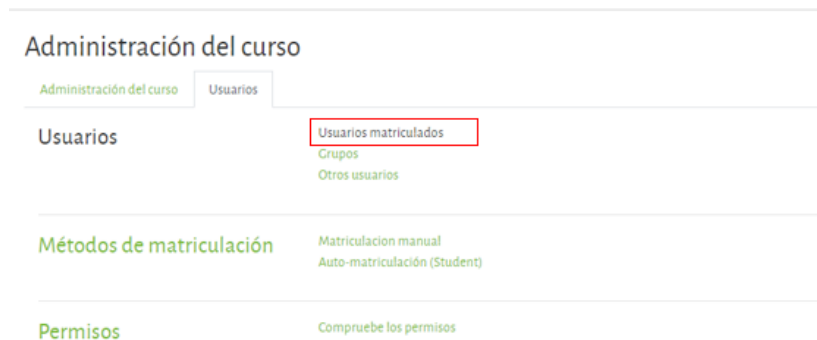 Administración del curso
Administración del curso Usuarios
Usuarios
Usuarios matriculados
Grupos
Otros usuarios
Métodos de matriculación
Matriculacion manual
Auto-matriculación (Student)
Permisos
Compruebe los permisos